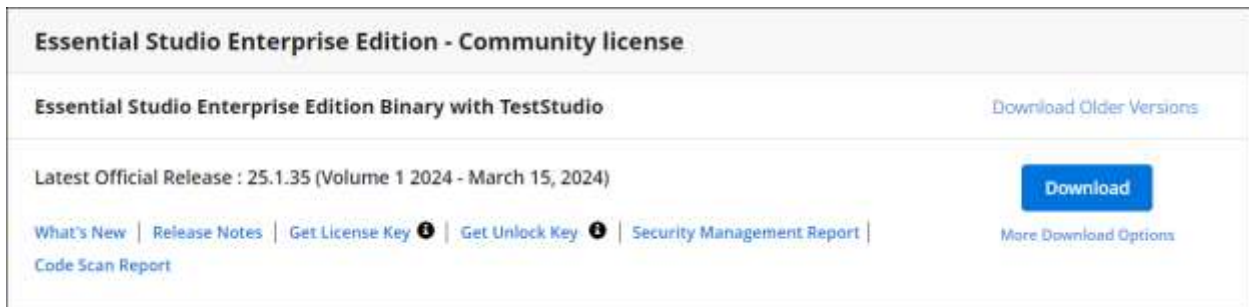 Essential Studio Enterprise Edition - Community license
Essential Studio Enterprise Edition Binary with TestStudio
Download Older Versions
Latest Official Release : 25.1.35 (Volume 1 2024 - March 15, 2024)
Download
What's New | Release Notes | Get License Key | Get Unlock Key | Security Management Report |
More Download Options
Code Scan Report